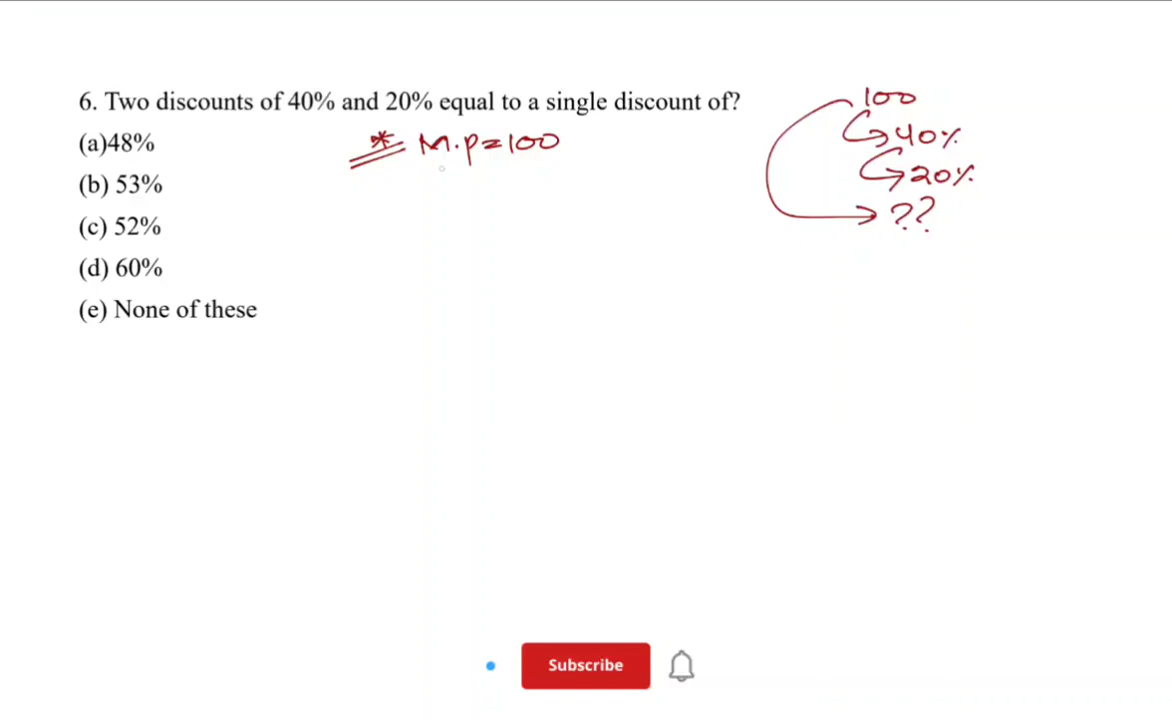 6. Two discounts of 40% and 20% equal to a single discount of?
(a)48%
(b) 53%
(c) 52%
(d) 60%
(e) None of these
* M.p=100
100
40%
20%
??
Subscribe